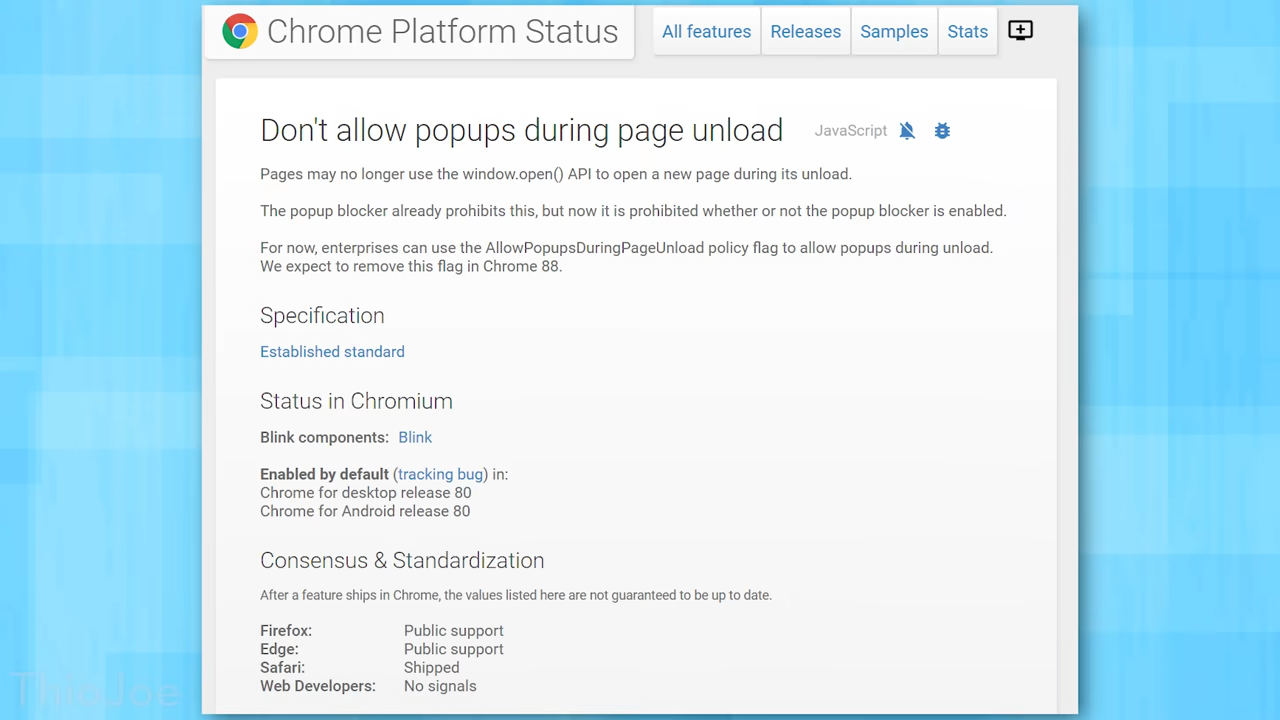 Chrome Platform Status
All features Releases Samples Stats
Don't allow popups during page unload JavaScript
Pages may no longer use the window.open() API to open a new page during its unload.
The popup blocker already prohibits this, but now it is prohibited whether or not the popup blocker is enabled.
For now, enterprises can use the AllowPopupsDuringPageUnload policy flag to allow popups during unload.
We expect to remove this flag in Chrome 88.
Specification
Established standard
Status in Chromium
Blink components: Blink
Enabled by default (tracking bug) in:
Chrome for desktop release 80
Chrome for Android release 80
Consensus & Standardization
After a feature ships in Chrome, the values listed here are not guaranteed to be up to date.
Firefox: Public support
Edge: Public support
Safari: Shipped
Web Developers: No signals
ThioJoe